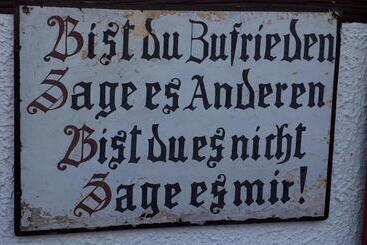 Bist du Zufrieden
Sage es Anderen
Bist du es nicht
Sage es mir!